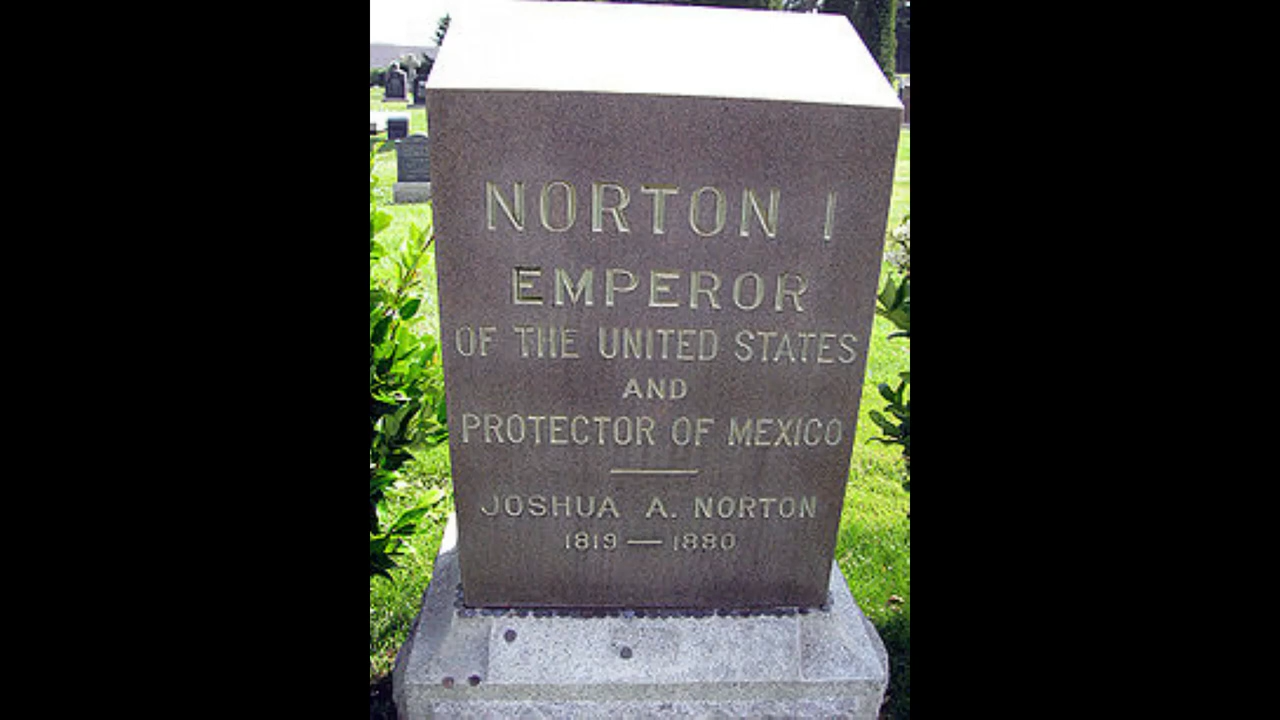 NORTON I
EMPEROR
OF THE UNITED STATES
AND
PROTECTOR OF MEXICO
JOSHUA A. NORTON
1819 — 1880